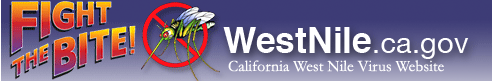 FIGHT
THE BITE!
WestNile.ca.gov
California West Nile Virus Website